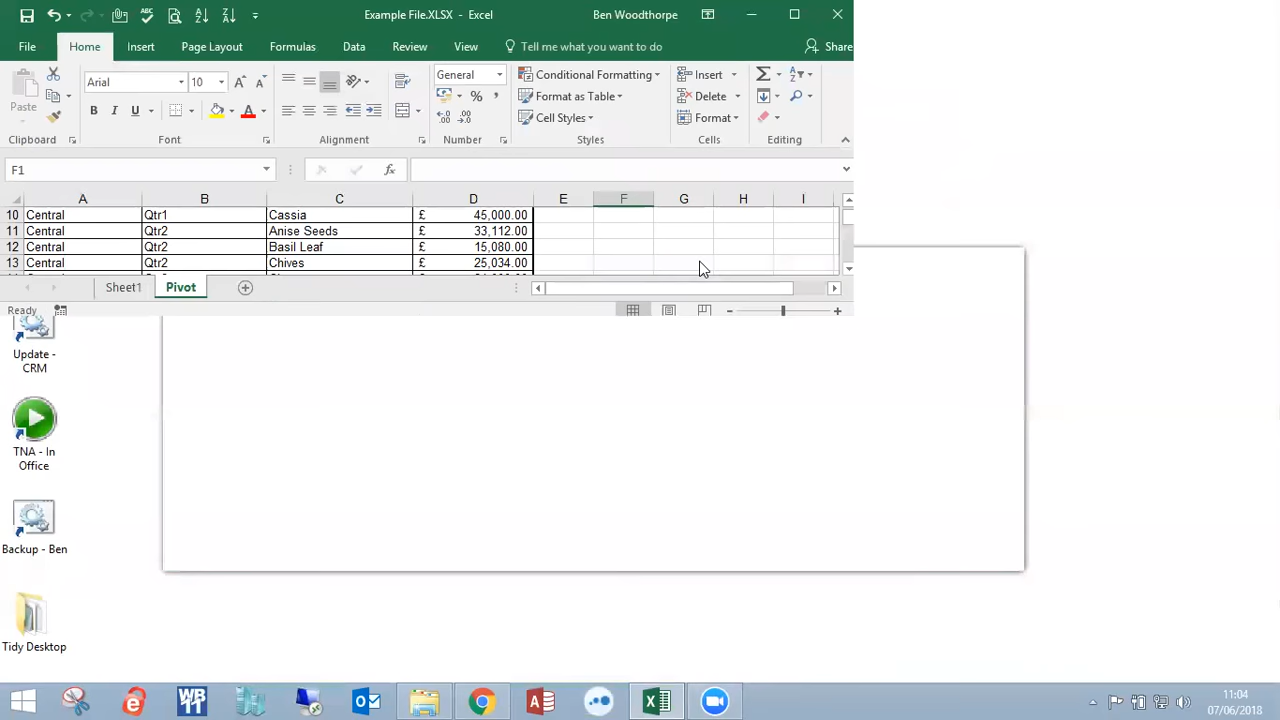 Example File.XLSX - Excel
Ben Woodthorpe
File Home Insert Page Layout Formulas Data Review View Tell me what you want to do Share
Paste
Arial 10
General
%
Conditional Formatting
Format as Table
Cell Styles
Insert
Delete
Format
Clipboard Font Alignment Number Styles Cells Editing
F1 fx
A B C D E F G H I
10 Central Qtr1 Cassia £ 45,000.00
11 Central Qtr2 Anise Seeds £ 33,112.00
12 Central Qtr2 Basil Leaf £ 15,080.00
13 Central Qtr2 Chives £ 25,034.00
Sheet1 Pivot
Ready
Update -
CRM
TNA - In
Office
Backup - Ben
Tidy Desktop
11:04
07/06/2018